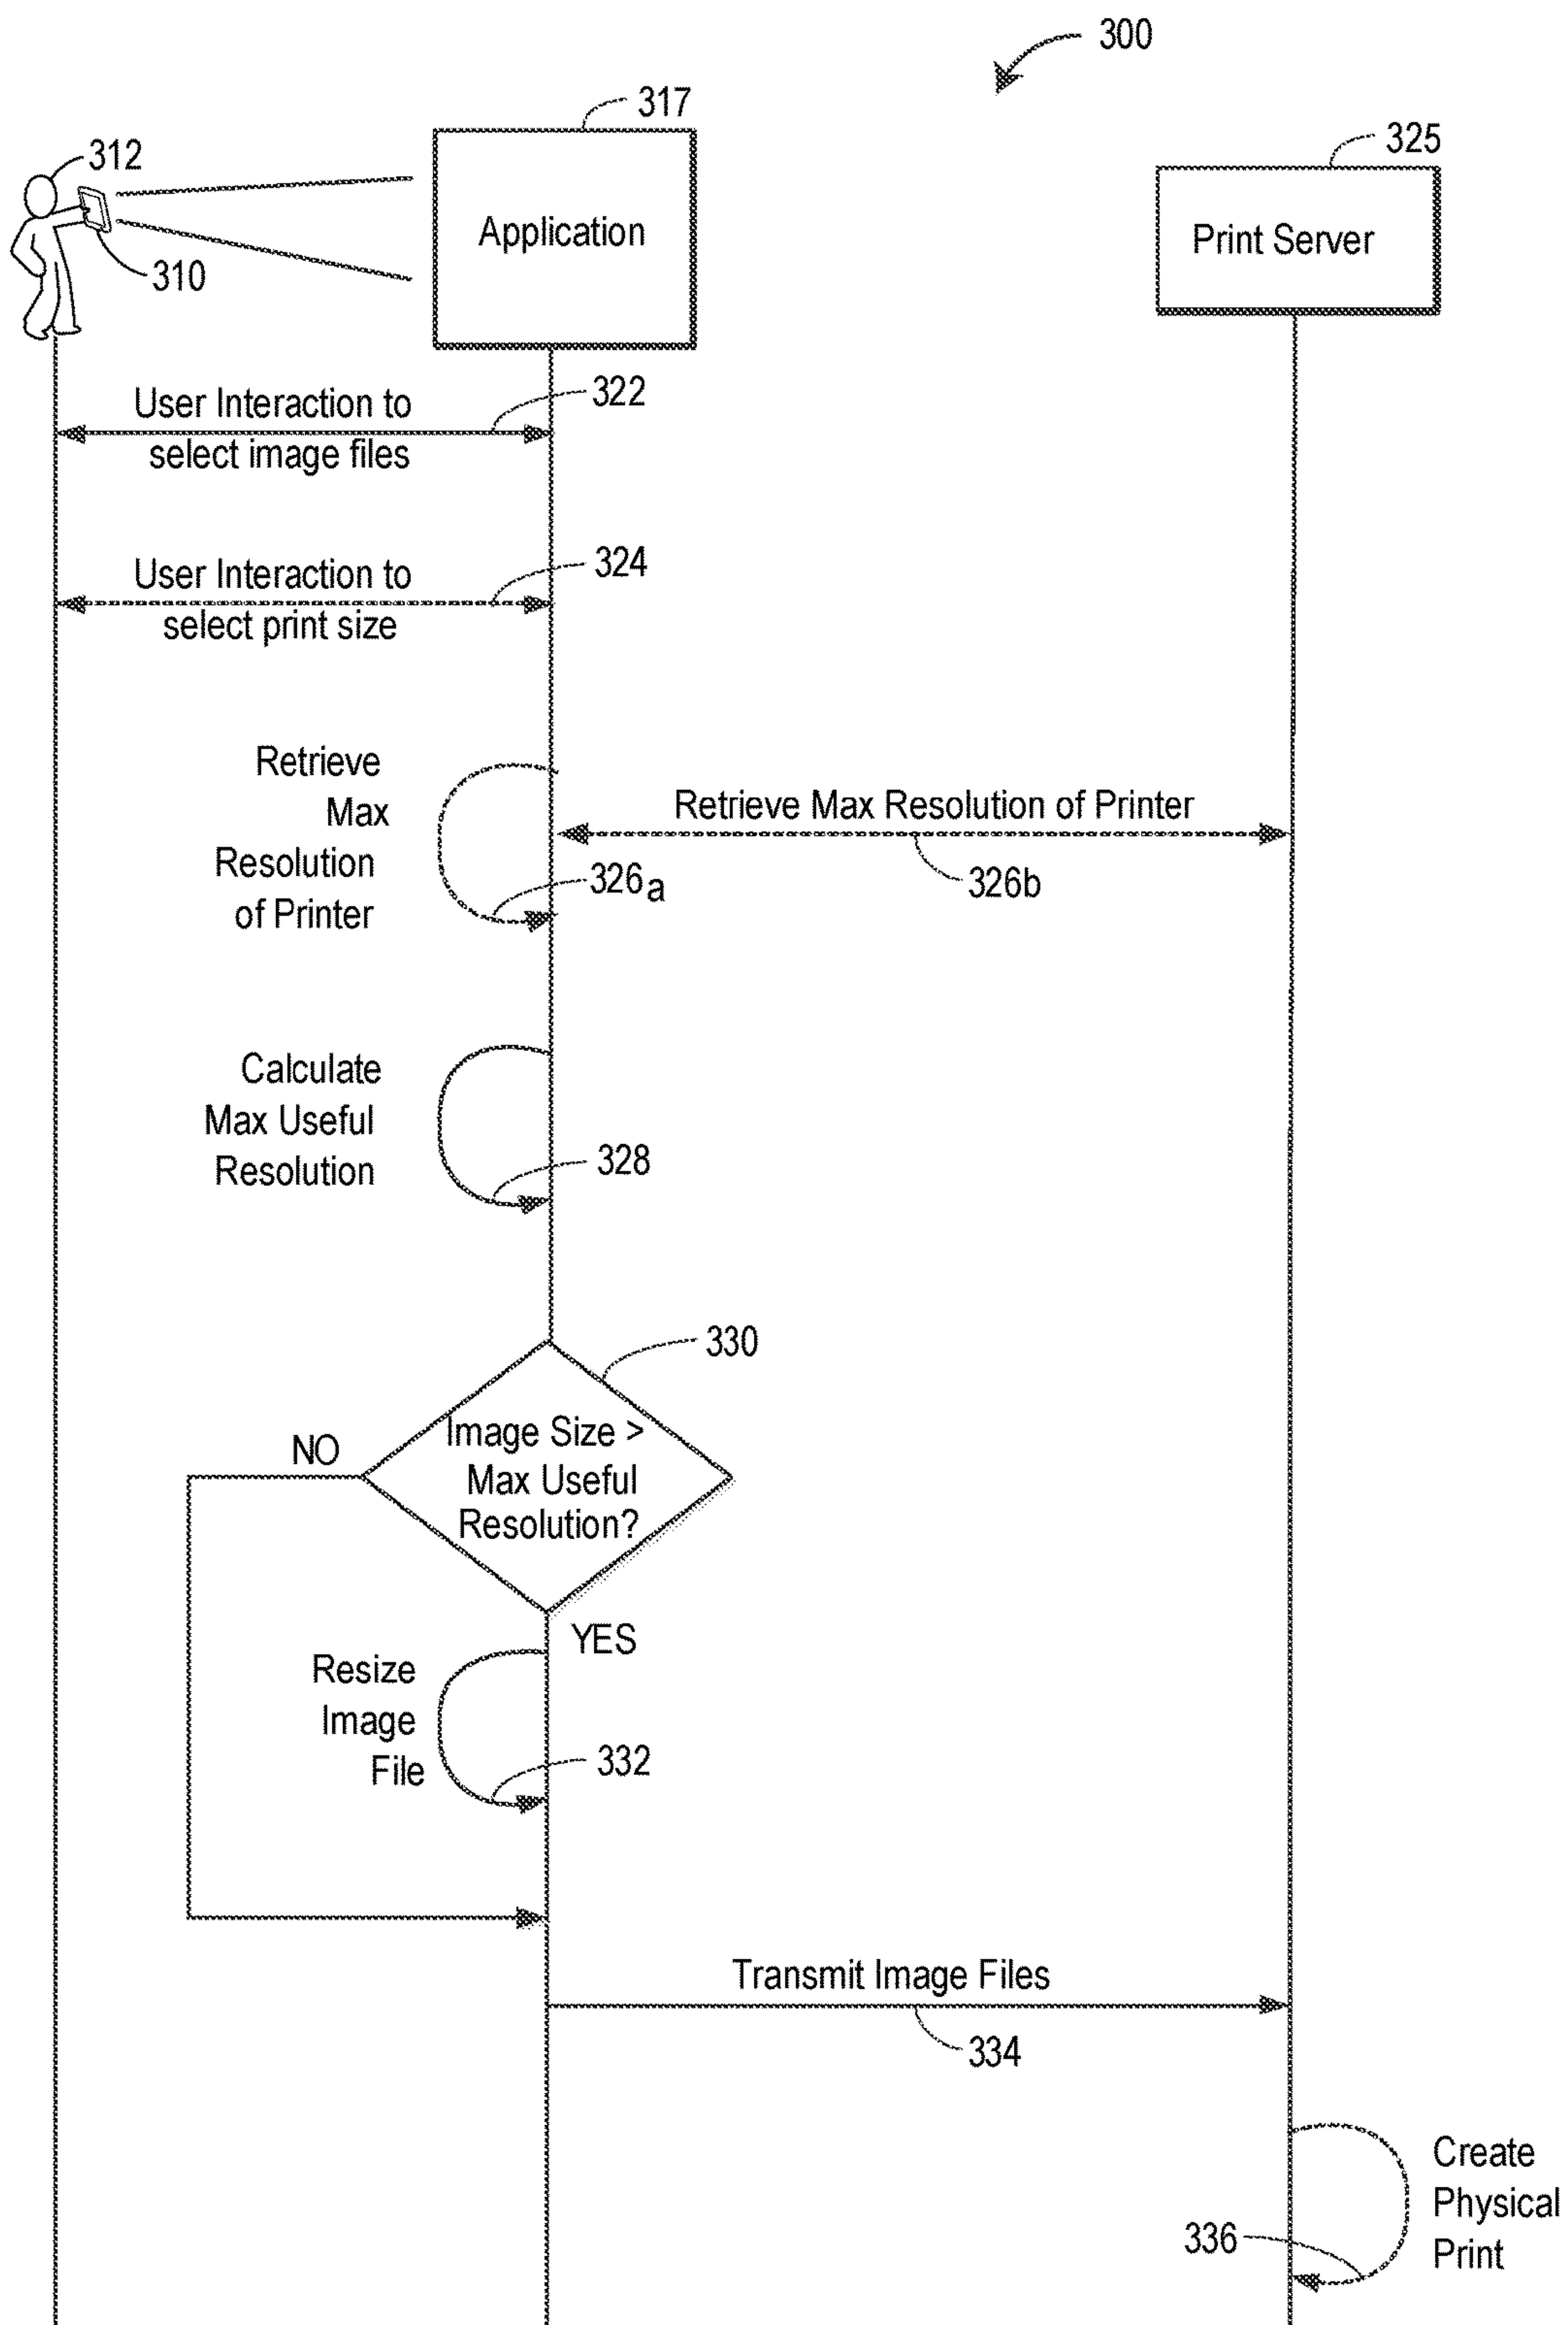 300
317
325
312
310
Application
Print Server
User Interaction to
select image files
322
User Interaction to
select print size
324
Retrieve
Max
Resolution
of Printer
326a
Retrieve Max Resolution of Printer
326b
Calculate
Max Useful
Resolution
328
330
Image Size >
Max Useful
Resolution?
NO
YES
Resize
Image
File
332
Transmit Image Files
334
Create
Physical
Print
336